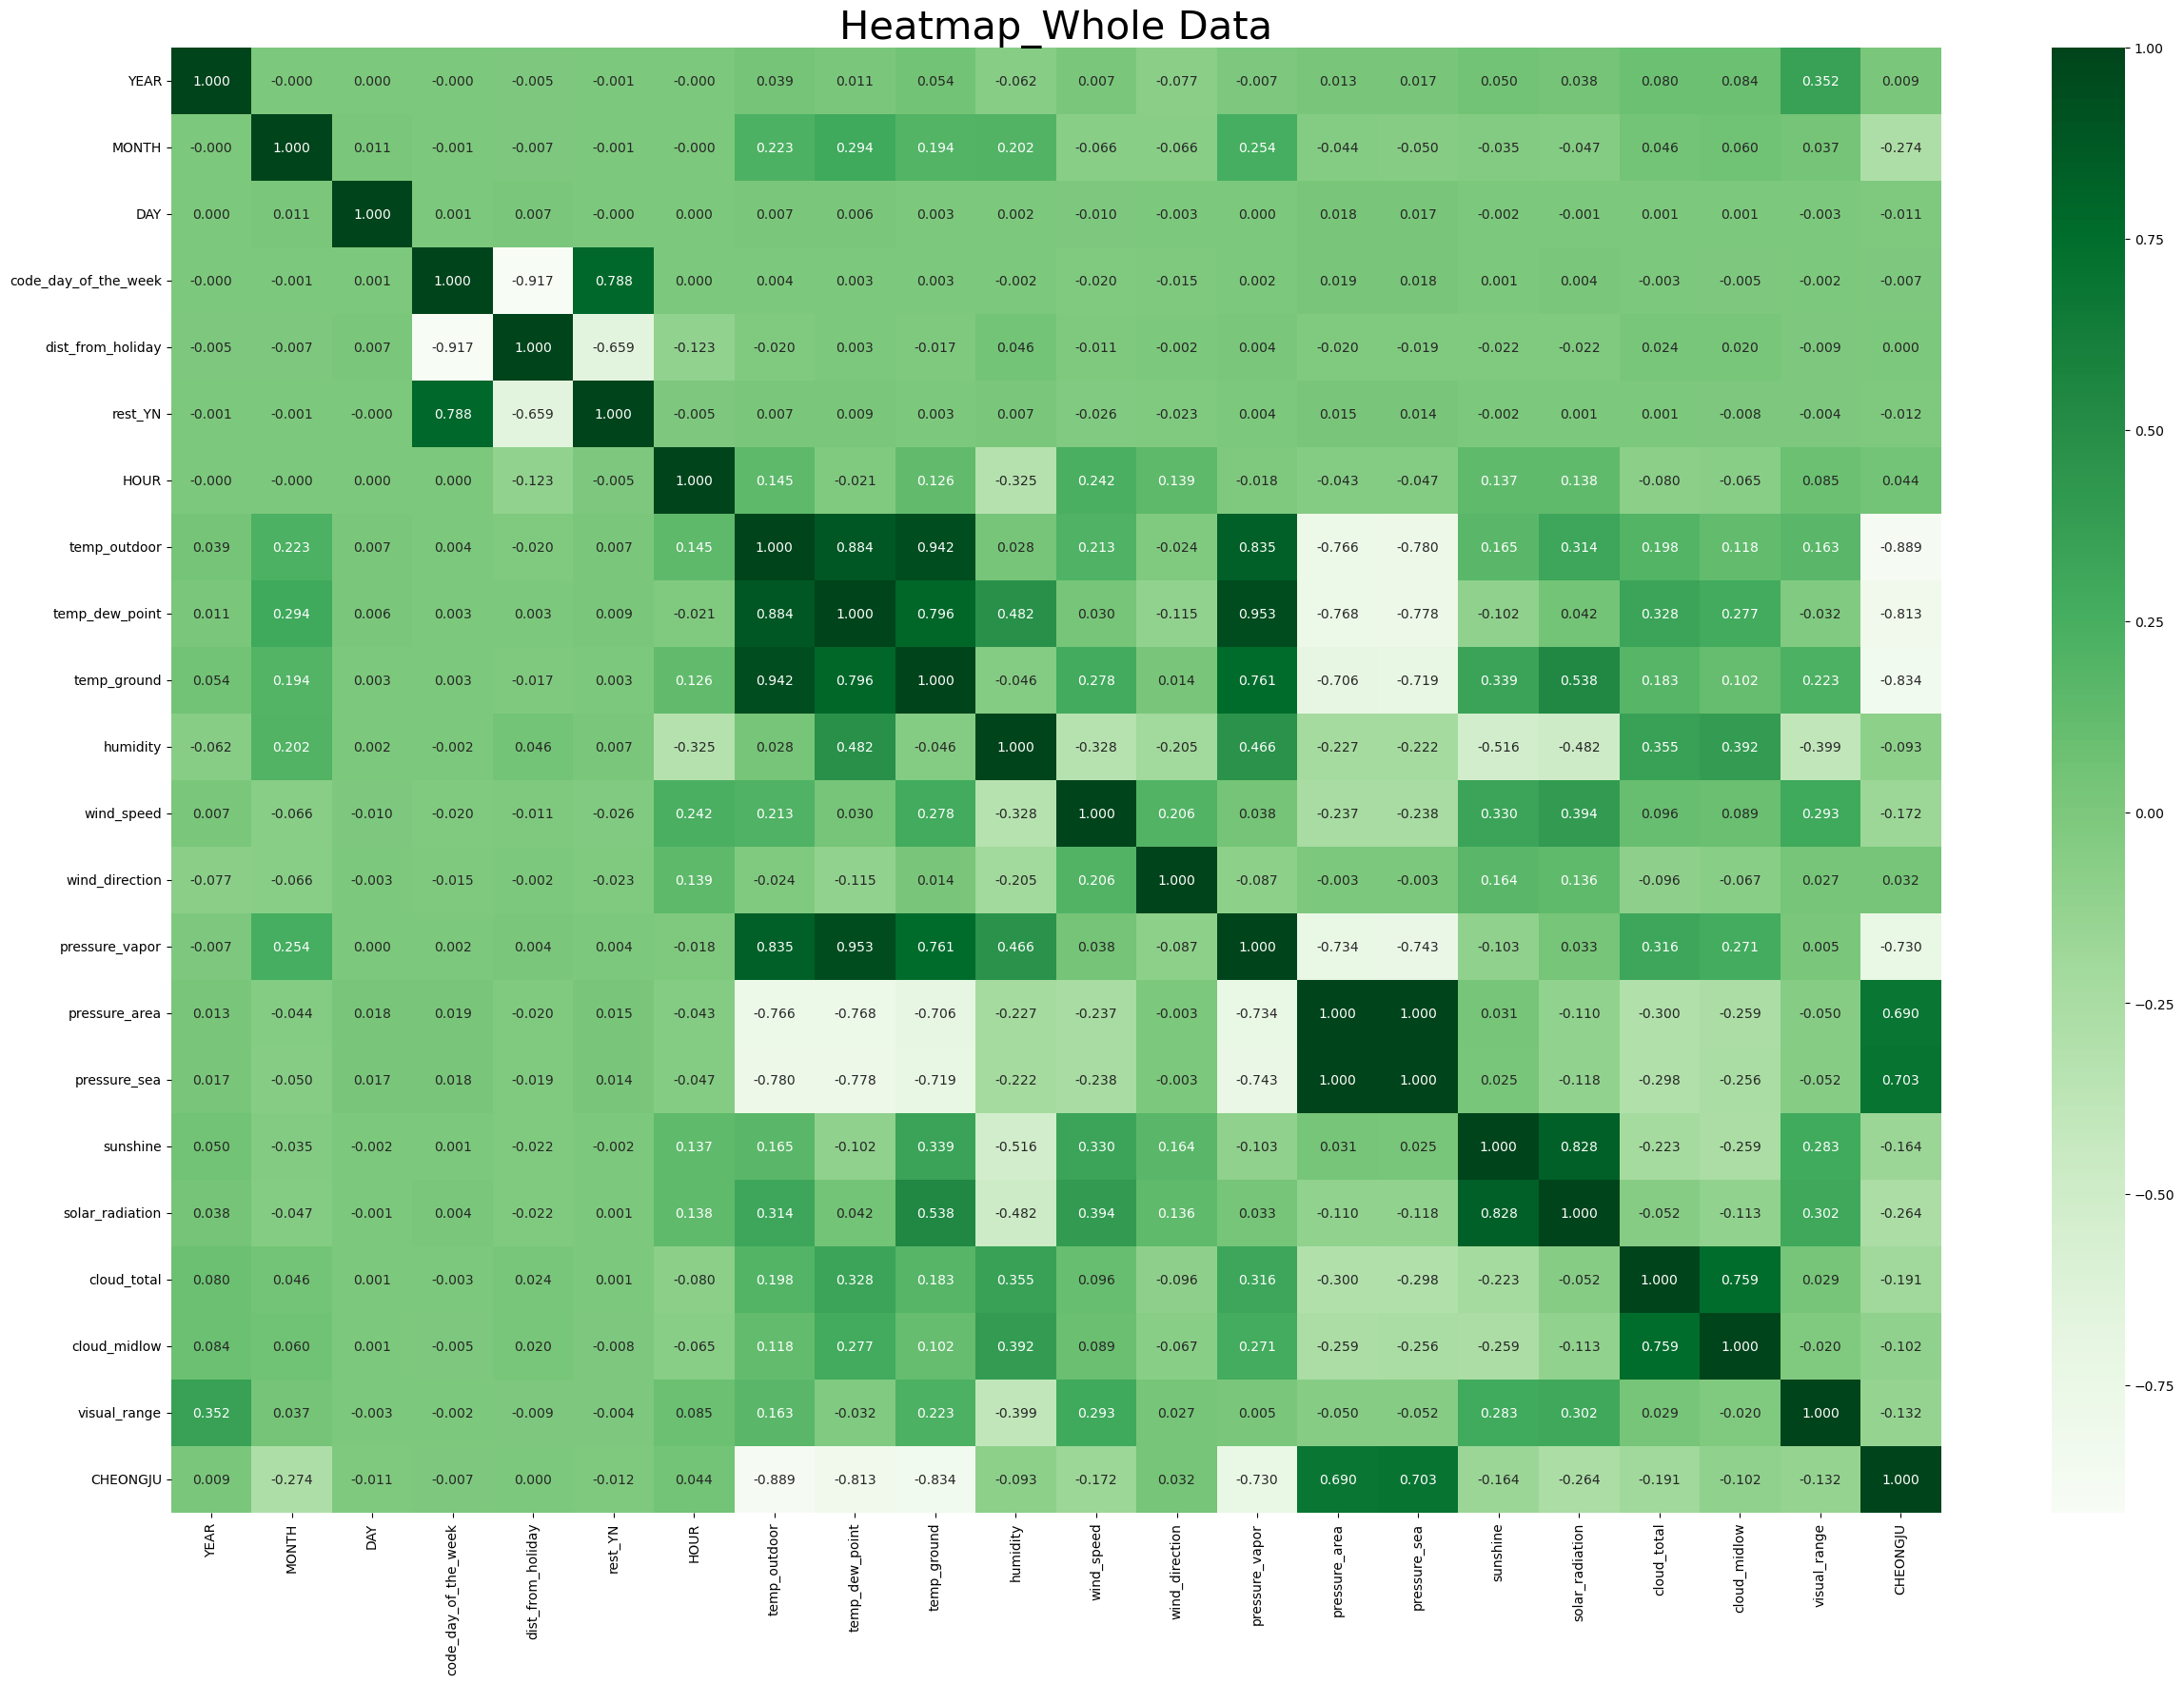 Heatmap_Whole Data
YEAR 1.000 -0.000 0.000 -0.000 -0.005 -0.001 -0.000 0.039 0.011 0.054 -0.062 0.007 -0.077 -0.007 0.013 0.017 0.050 0.038 0.080 0.084 0.352 0.009
MONTH -0.000 1.000 0.011 -0.001 -0.007 -0.001 -0.000 0.223 0.294 0.194 0.202 -0.066 -0.066 0.254 -0.044 -0.050 -0.035 -0.047 0.046 0.060 0.037 -0.274
DAY 0.000 0.011 1.000 0.001 0.007 -0.000 0.000 0.007 0.006 0.003 0.002 -0.010 -0.003 0.000 0.018 0.017 -0.002 -0.001 0.001 0.001 -0.003 -0.011
code_day_of_the_week -0.000 -0.001 0.001 1.000 -0.917 0.788 0.000 0.004 0.003 0.003 -0.002 -0.020 -0.015 0.002 0.019 0.018 0.001 0.004 -0.003 -0.005 -0.002 -0.007
dist_from_holiday -0.005 -0.007 0.007 -0.917 1.000 -0.659 -0.123 -0.020 0.003 -0.017 0.046 -0.011 -0.002 0.004 -0.020 -0.019 -0.022 -0.022 0.024 0.020 -0.009 0.000
rest_YN -0.001 -0.001 -0.000 0.788 -0.659 1.000 -0.005 0.007 0.009 0.003 0.007 -0.026 -0.023 0.004 0.015 0.014 -0.002 0.001 0.001 -0.008 -0.004 -0.012
HOUR -0.000 -0.000 0.000 0.000 -0.123 -0.005 1.000 0.145 -0.021 0.126 -0.325 0.242 0.139 -0.018 -0.043 -0.047 0.137 0.138 -0.080 -0.065 0.085 0.044
temp_outdoor 0.039 0.223 0.007 0.004 -0.020 0.007 0.145 1.000 0.884 0.942 0.028 0.213 -0.024 0.835 -0.766 -0.780 0.165 0.314 0.198 0.118 0.163 -0.889
temp_dew_point 0.011 0.294 0.006 0.003 0.003 0.009 -0.021 0.884 1.000 0.796 0.482 0.030 -0.115 0.953 -0.768 -0.778 -0.102 0.042 0.328 0.277 -0.032 -0.813
temp_ground 0.054 0.194 0.003 0.003 -0.017 0.003 0.126 0.942 0.796 1.000 -0.046 0.278 0.014 0.761 -0.706 -0.719 0.339 0.538 0.183 0.102 0.223 -0.834
humidity -0.062 0.202 0.002 -0.002 0.046 0.007 -0.325 0.028 0.482 -0.046 1.000 -0.328 -0.205 0.466 -0.227 -0.222 -0.516 -0.482 0.355 0.392 -0.399 -0.093
wind_speed 0.007 -0.066 -0.010 -0.020 -0.011 -0.026 0.242 0.213 0.030 0.278 -0.328 1.000 0.206 0.038 -0.237 -0.238 0.330 0.394 0.096 0.089 0.293 -0.172
wind_direction -0.077 -0.066 -0.003 -0.015 -0.002 -0.023 0.139 -0.024 -0.115 0.014 -0.205 0.206 1.000 -0.087 -0.003 -0.003 0.164 0.136 -0.096 -0.067 0.027 0.032
pressure_vapor -0.007 0.254 0.000 0.002 0.004 0.004 -0.018 0.835 0.953 0.761 0.466 0.038 -0.087 1.000 -0.734 -0.743 -0.103 0.033 0.316 0.271 0.005 -0.730
pressure_area 0.013 -0.044 0.018 0.019 -0.020 0.015 -0.043 -0.766 -0.768 -0.706 -0.227 -0.237 -0.003 -0.734 1.000 1.000 0.031 -0.110 -0.300 -0.259 -0.050 0.690
pressure_sea 0.017 -0.050 0.017 0.018 -0.019 0.014 -0.047 -0.780 -0.778 -0.719 -0.222 -0.238 -0.003 -0.743 1.000 1.000 0.025 -0.118 -0.298 -0.256 -0.052 0.703
sunshine 0.050 -0.035 -0.002 0.001 -0.022 -0.002 0.137 0.165 -0.102 0.339 -0.516 0.330 0.164 -0.103 0.031 0.025 1.000 0.828 -0.223 -0.259 0.283 -0.164
solar_radiation 0.038 -0.047 -0.001 0.004 -0.022 0.001 0.138 0.314 0.042 0.538 -0.482 0.394 0.136 0.033 -0.110 -0.118 0.828 1.000 -0.052 -0.113 0.302 -0.264
cloud_total 0.080 0.046 0.001 -0.003 0.024 0.001 -0.080 0.198 0.328 0.183 0.355 0.096 -0.096 0.316 -0.300 -0.298 -0.223 -0.052 1.000 0.759 0.029 -0.191
cloud_midlow 0.084 0.060 0.001 -0.005 0.020 -0.008 -0.065 0.118 0.277 0.102 0.392 0.089 -0.067 0.271 -0.259 -0.256 -0.259 -0.113 0.759 1.000 -0.020 -0.102
visual_range 0.352 0.037 -0.003 -0.002 -0.009 -0.004 0.085 0.163 -0.032 0.223 -0.399 0.293 0.027 0.005 -0.050 -0.052 0.283 0.302 0.029 -0.020 1.000 -0.132
CHEONGJU 0.009 -0.274 -0.011 -0.007 0.000 -0.012 0.044 -0.889 -0.813 -0.834 -0.093 -0.172 0.032 -0.730 0.690 0.703 -0.164 -0.264 -0.191 -0.102 -0.132 1.000
YEAR MONTH DAY code_day_of_the_week dist_from_holiday rest_YN HOUR temp_outdoor temp_dew_point temp_ground humidity wind_speed wind_direction pressure_vapor pressure_area pressure_sea sunshine solar_radiation cloud_total cloud_midlow visual_range CHEONGJU
1.00
0.75
0.50
0.25
0.00
−0.25
−0.50
−0.75